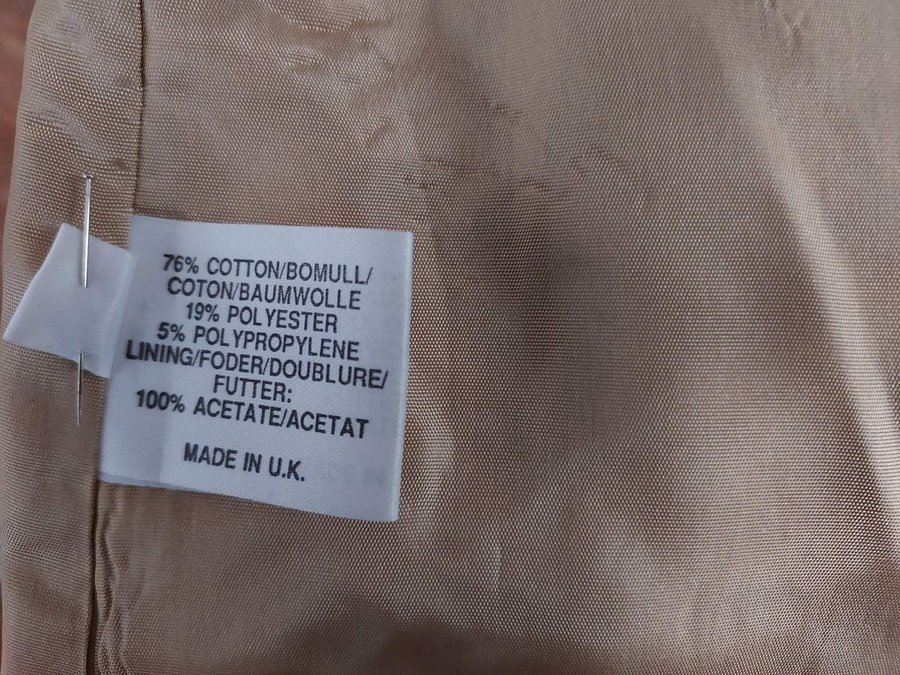 76% COTTON/BOMULL/
COTON/BAUMWOLLE
19% POLYESTER
5% POLYPROPYLENE
LINING/FODER/DOUBLURE/
FUTTER:
100% ACETATE/ACETAT
MADE IN U.K.